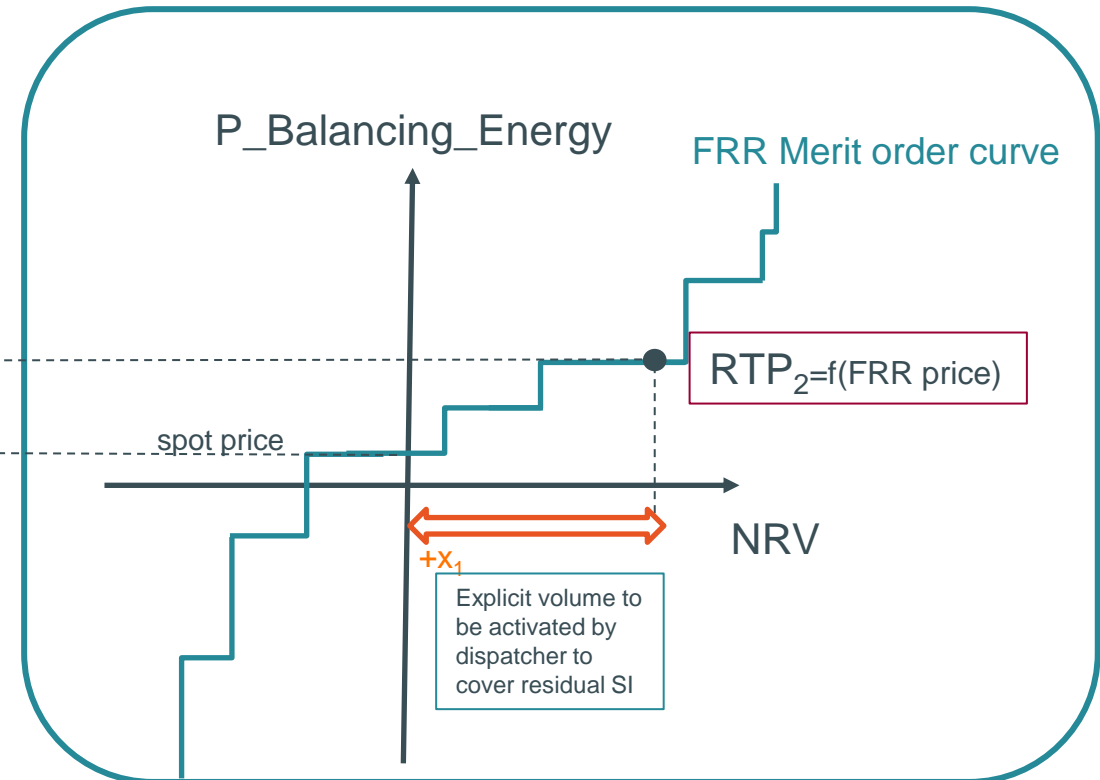 P_Balancing_Energy
FRR Merit order curve
RTP₂=f(FRR price)
spot price
NRV
+x₁
Explicit volume to
be activated by
dispatcher to
cover residual SI